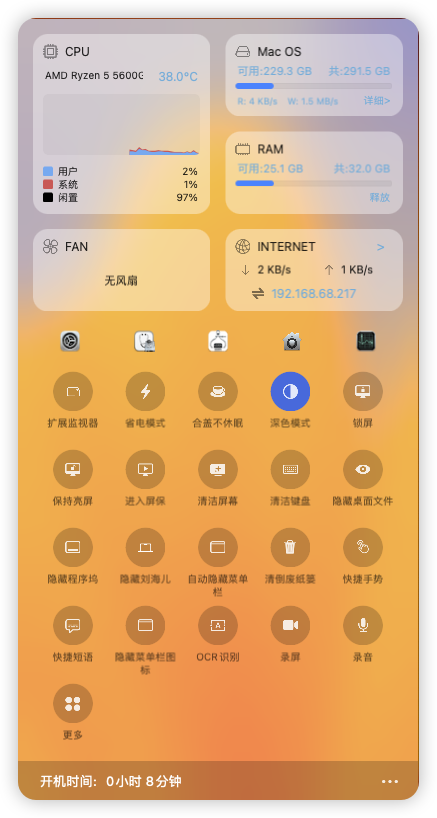 CPU
AMD Ryzen 5 5600G 38.0°C
用户 2%
系统 1%
闲置 97%
Mac OS
可用:229.3 GB 共:291.5 GB
R: 4 KB/s W: 1.5 MB/s 详细>
RAM
可用:25.1 GB 共:32.0 GB
释放
FAN
无风扇
INTERNET >
↓ 2 KB/s ↑ 1 KB/s
192.168.68.217
扩展监视器 省电模式 合盖不休眠 深色模式 锁屏
保持亮屏 进入屏保 清洁屏幕 清洁键盘 隐藏桌面文件
隐藏程序坞 隐藏刘海儿 自动隐藏菜单 清倒废纸篓 快捷手势
栏
快捷短语 隐藏菜单栏图 OCR识别 录屏 录音
标
更多
开机时间: 0小时 8分钟